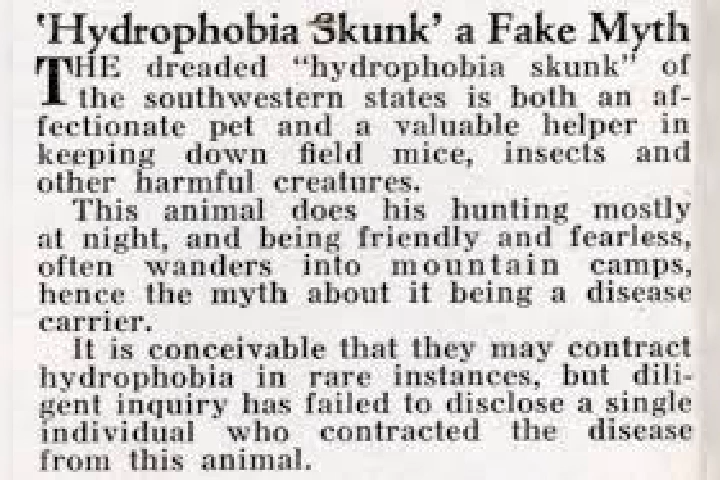 'Hydrophobia Skunk' a Fake Myth
THE dreaded "hydrophobia skunk" of
the southwestern states is both an af-
fectionate pet and a valuable helper in
keeping down field mice, insects and
other harmful creatures.
This animal does his hunting mostly
at night, and being friendly and fearless,
often wanders into mountain camps,
hence the myth about it being a disease
carrier.
It is conceivable that they may contract
hydrophobia in rare instances, but dili-
gent inquiry has failed to disclose a single
individual who contracted the disease
from this animal.